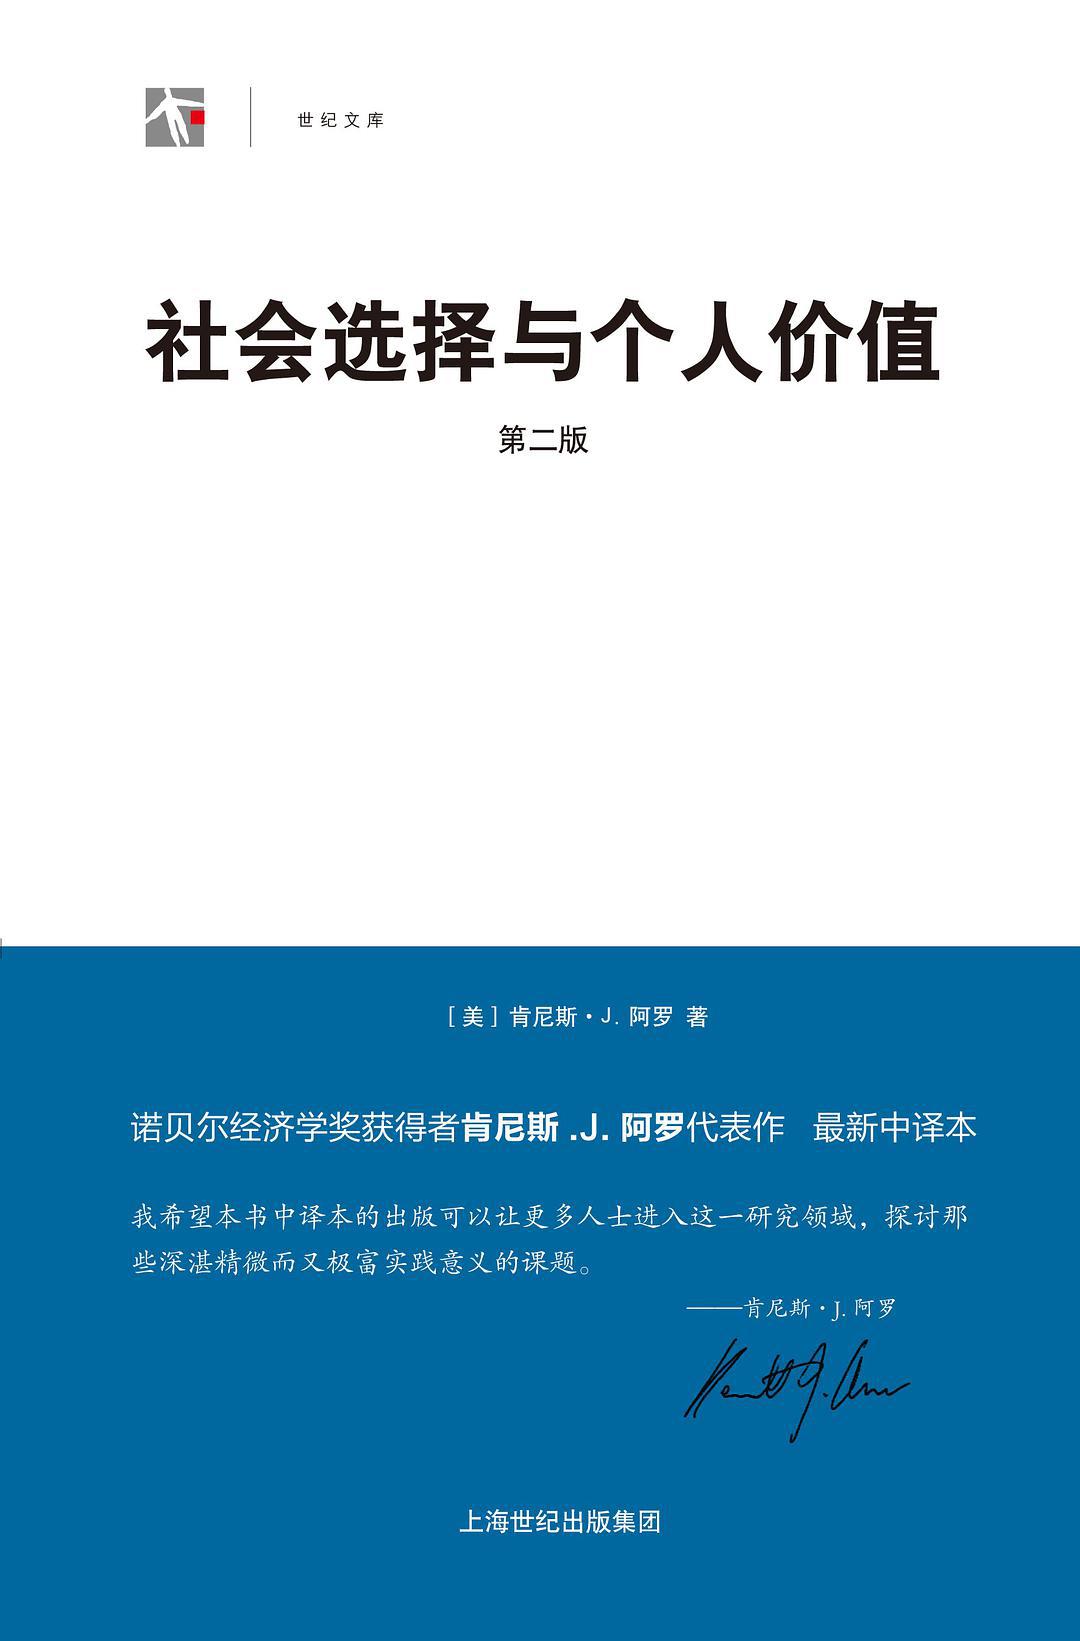 世纪文库
社会选择与个人价值
第二版
［美］肯尼斯·J. 阿罗 著
诺贝尔经济学奖获得者肯尼斯 .J. 阿罗代表作 最新中译本
我希望本书中译本的出版可以让更多人士进入这一研究领域，探讨那
些深湛精微而又极富实践意义的课题。
——肯尼斯·J. 阿罗
Kenneth J. Arrow
上海世纪出版集团